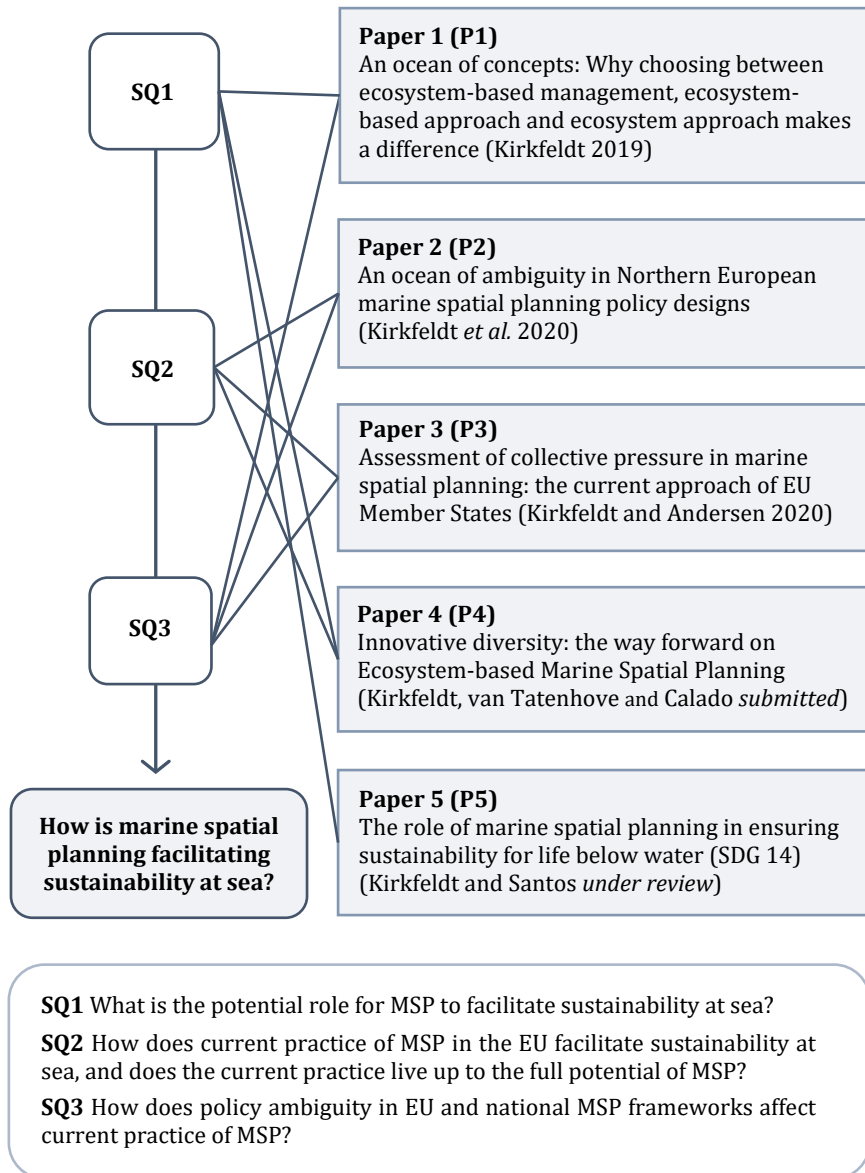 SQ1
Paper 1 (P1)
An ocean of concepts: Why choosing between
ecosystem-based management, ecosystem-
based approach and ecosystem approach makes
a difference (Kirkfeldt 2019)
SQ2
Paper 2 (P2)
An ocean of ambiguity in Northern European
marine spatial planning policy designs
(Kirkfeldt et al. 2020)
Paper 3 (P3)
Assessment of collective pressure in marine
spatial planning: the current approach of EU
Member States (Kirkfeldt and Andersen 2020)
SQ3
Paper 4 (P4)
Innovative diversity: the way forward on
Ecosystem-based Marine Spatial Planning
(Kirkfeldt, van Tatenhove and Calado submitted)
How is marine spatial
planning facilitating
sustainability at sea?
Paper 5 (P5)
The role of marine spatial planning in ensuring
sustainability for life below water (SDG 14)
(Kirkfeldt and Santos under review)
SQ1 What is the potential role for MSP to facilitate sustainability at sea?
SQ2 How does current practice of MSP in the EU facilitate sustainability at
sea, and does the current practice live up to the full potential of MSP?
SQ3 How does policy ambiguity in EU and national MSP frameworks affect
current practice of MSP?